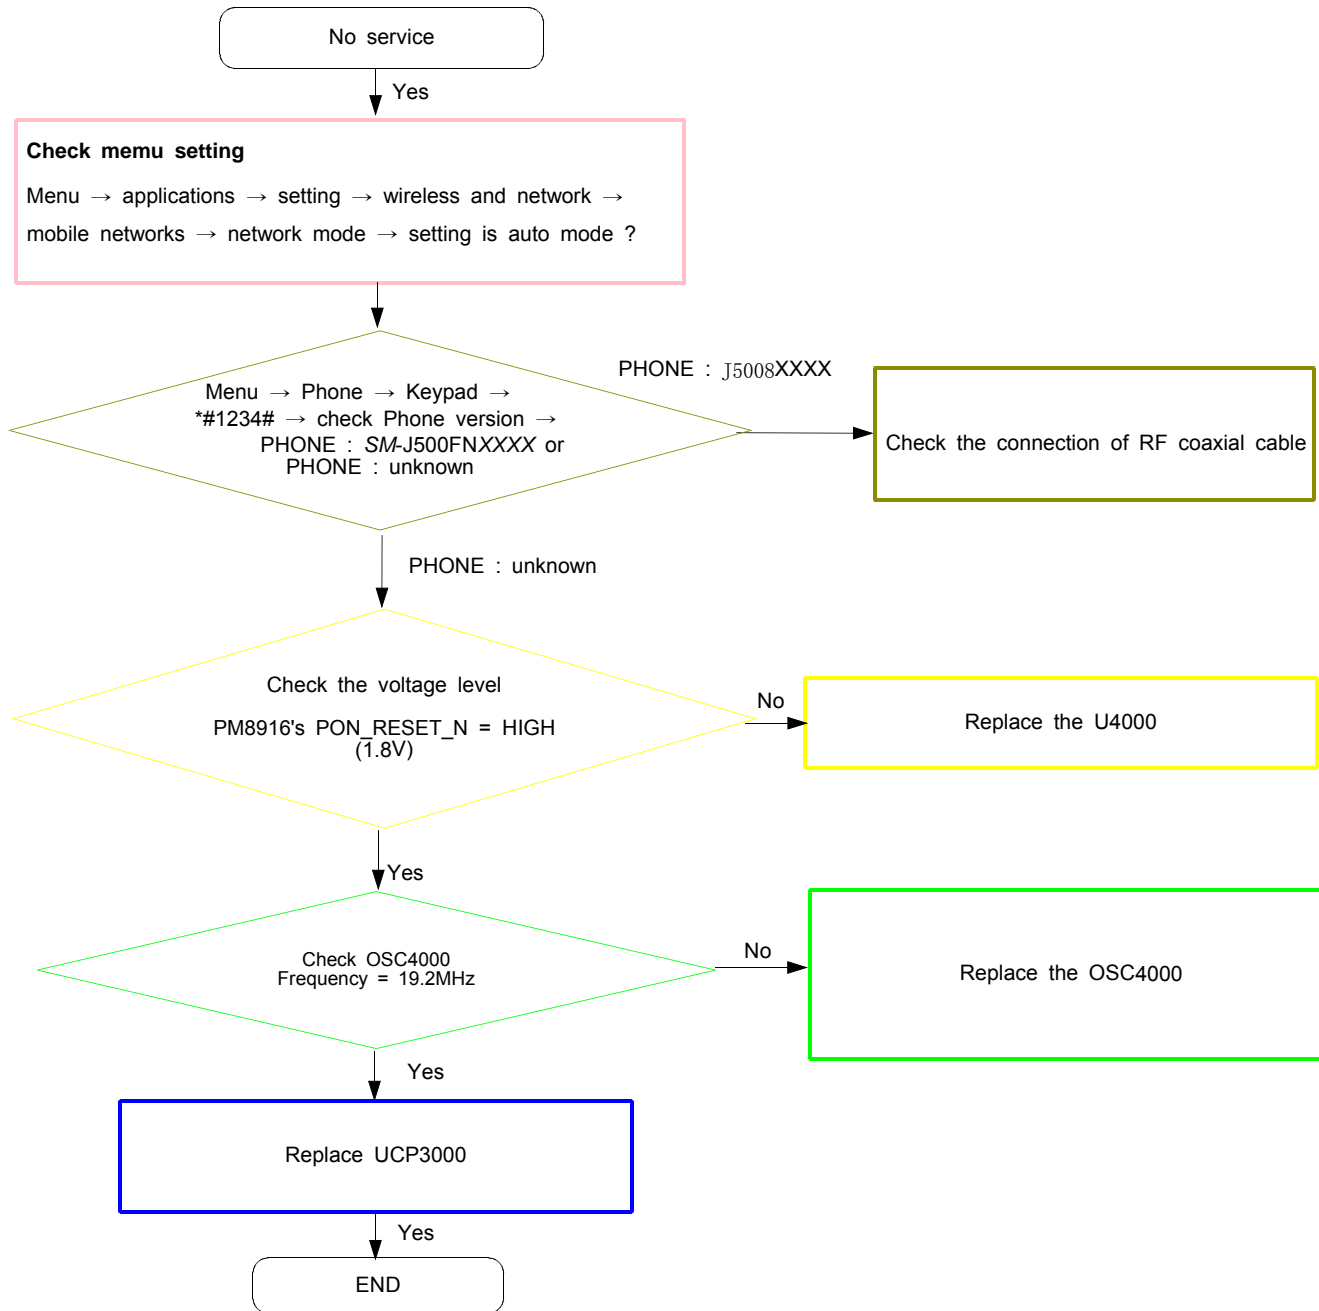 No service
Yes
Check memu setting
Menu → applications → setting → wireless and network →
mobile networks → network mode → setting is auto mode ?
PHONE : J5008XXXX
Menu → Phone → Keypad →
*#1234# → check Phone version →
PHONE : SM-J500FNXXXX or
PHONE : unknown
Check the connection of RF coaxial cable
PHONE : unknown
Check the voltage level
PM8916's PON_RESET_N = HIGH
(1.8V)
No
Replace the U4000
Yes
Check OSC4000
Frequency = 19.2MHz
No
Replace the OSC4000
Yes
Replace UCP3000
Yes
END